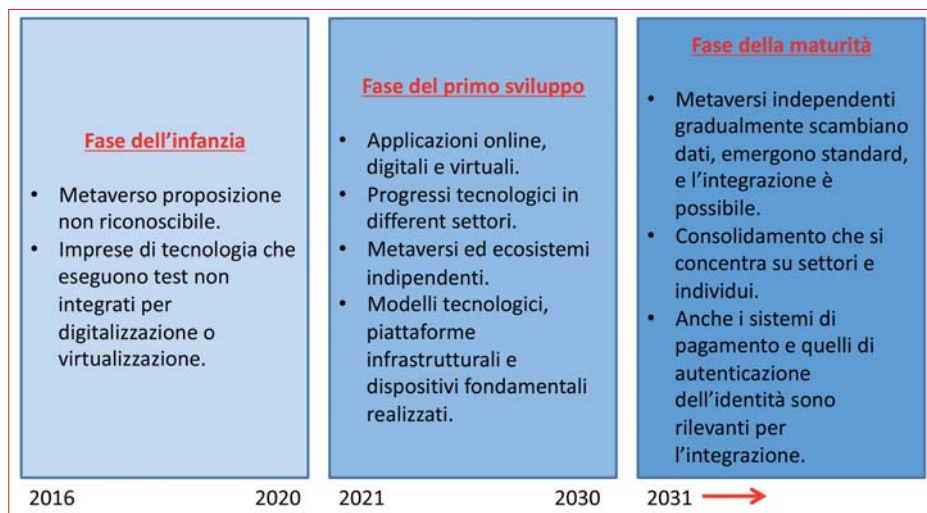 Fase dell'infanzia
• Metaverso proposizione
non riconoscibile.
• Imprese di tecnologia che
eseguono test non
integrati per
digitalizzazione o
virtualizzazione.
2016
2020
Fase del primo sviluppo
• Applicazioni online,
digitali e virtuali.
• Progressi tecnologici in
different settori.
• Metaversi ed ecosistemi
indipendenti.
• Modelli tecnologici,
piattaforme
infrastrutturali e
dispositivi fondamentali
realizzati.
2021
2030
Fase della maturità
• Metaversi independenti
gradualmente scambiano
dati, emergono standard,
e l'integrazione è
possibile.
• Consolidamento che si
concentra su settori e
individui.
• Anche i sistemi di
pagamento e quelli di
autenticazione
dell'identità sono
rilevanti per
l'integrazione.
2031